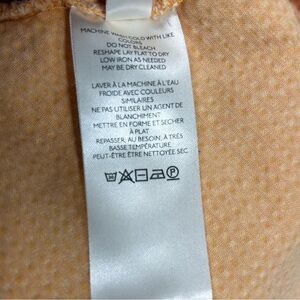 MACHINE WASH COLD WITH LIKE
COLORS
DO NOT BLEACH
RESHAPE LAY FLAT TO DRY
LOW IRON AS NEEDED
MAY BE DRY CLEANED
LAVER À LA MACHINE À L'EAU
FROIDE AVEC COULEURS
SIMILAIRES
NE PAS UTILISER UN AGENT DE
BLANCHIMENT
METTRE EN FORME ET SECHER
À PLAT
REPASSER, AU BESOIN, À TRÈS
BASSE TEMPÉRATURE
PEUT-ÊTRE ÊTRE NETTOYÉE SEC
P